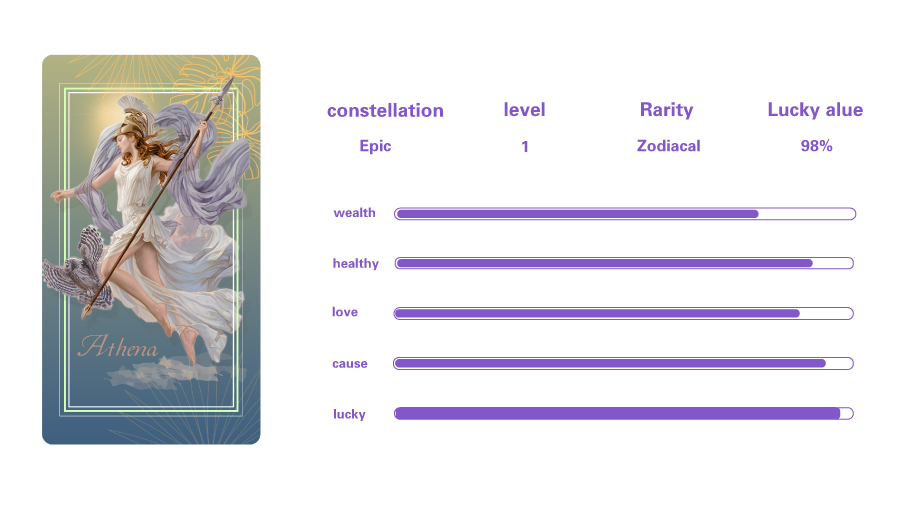 Athena
constellation level Rarity Lucky alue
Epic 1 Zodiacal 98%
wealth
healthy
love
cause
lucky